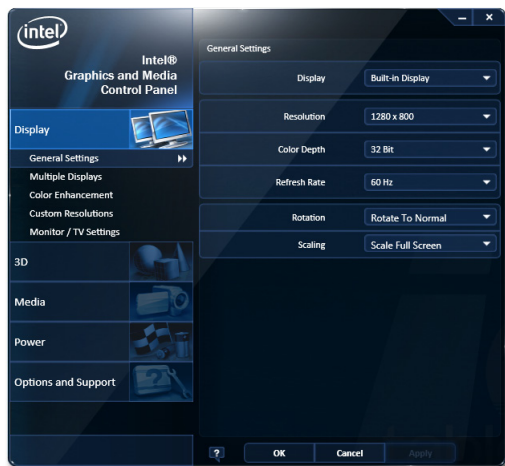 intel
Intel®
Graphics and Media
Control Panel
Display
General Settings
Multiple Displays
Color Enhancement
Custom Resolutions
Monitor / TV Settings
3D
Media
Power
Options and Support
General Settings
Display Built-in Display
Resolution 1280 x 800
Color Depth 32 Bit
Refresh Rate 60 Hz
Rotation Rotate To Normal
Scaling Scale Full Screen
?
OK Cancel Apply